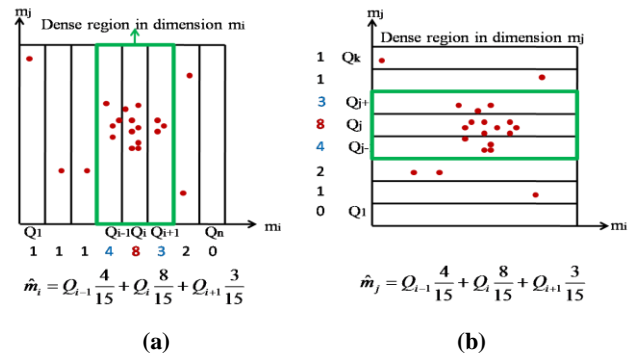 mj
Dense region in dimension mi
mi
Q1 Qi-1 Qi Qi+1 Qn
1 1 1 4 8 3 2 0
m̂i = Qi-1 4/15 + Qi 8/15 + Qi+1 3/15
(a)
mj
Dense region in dimension mj
1 Qk
1
3 Qj+
8 Qj
4 Qj-
2
1
0 Q1
mi
m̂j = Qi-1 4/15 + Qi 8/15 + Qi+1 3/15
(b)